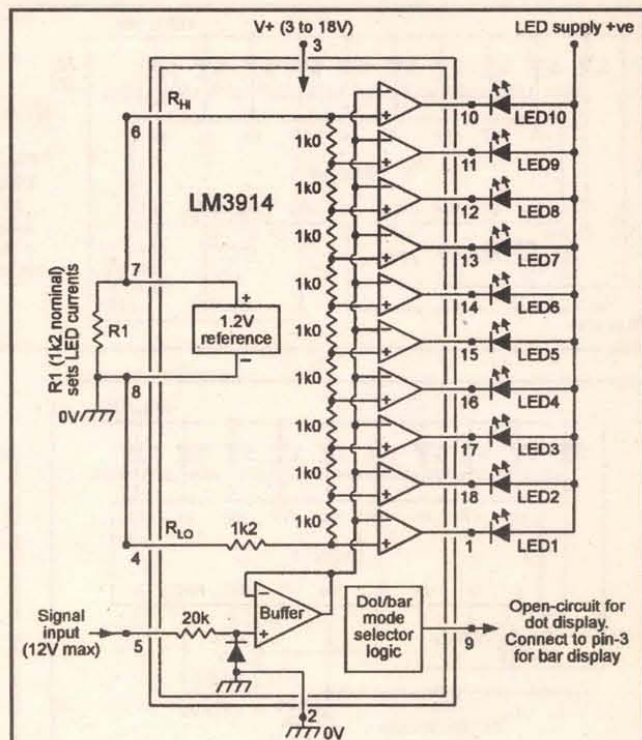 V+ (3 to 18V)
3
LED supply +ve
R_HI
6
LM3914
1k0
1k0
1k0
1k0
1k0
1k0
1k0
1k0
1k0
10
LED10
11
LED9
12
LED8
13
LED7
14
LED6
15
LED5
16
LED4
17
LED3
18
LED2
1
LED1
7
R1 (1k2 nominal)
sets LED currents
R1
+
1.2V
reference
−
8
0V
R_LO
1k2
4
Signal
input
(12V max)
5
20k
−
Buffer
+
Dot/bar
mode
selector
logic
9
Open-circuit for
dot display.
Connect to pin-3
for bar display
2
0V